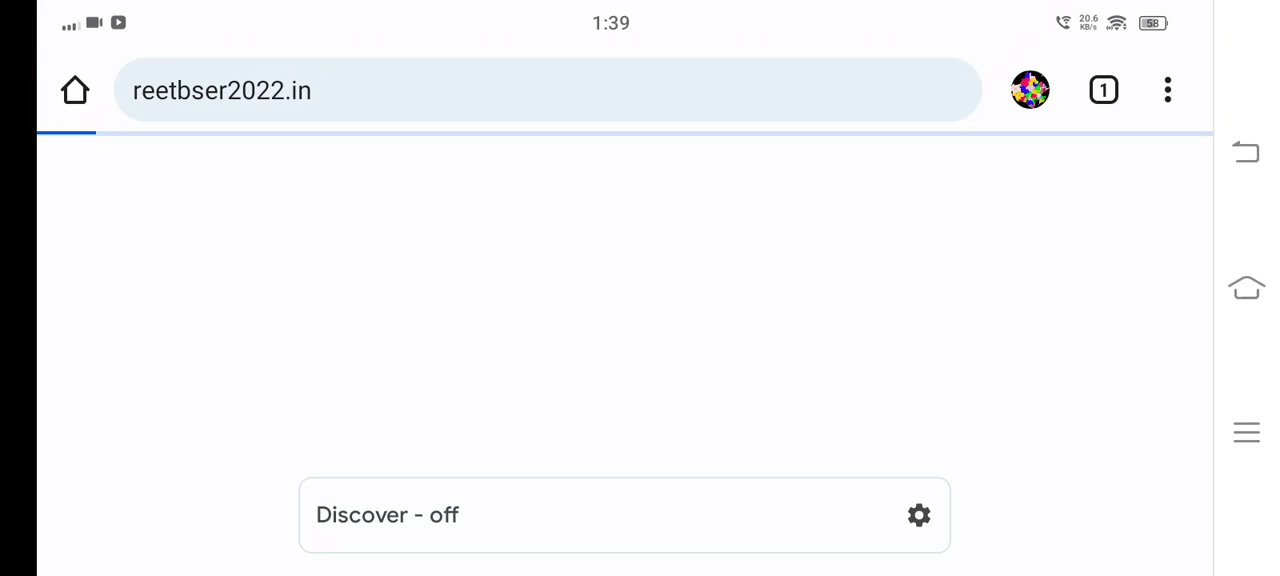 1:39
20.6
KB/s
58
reetbser2022.in
1
Discover - off